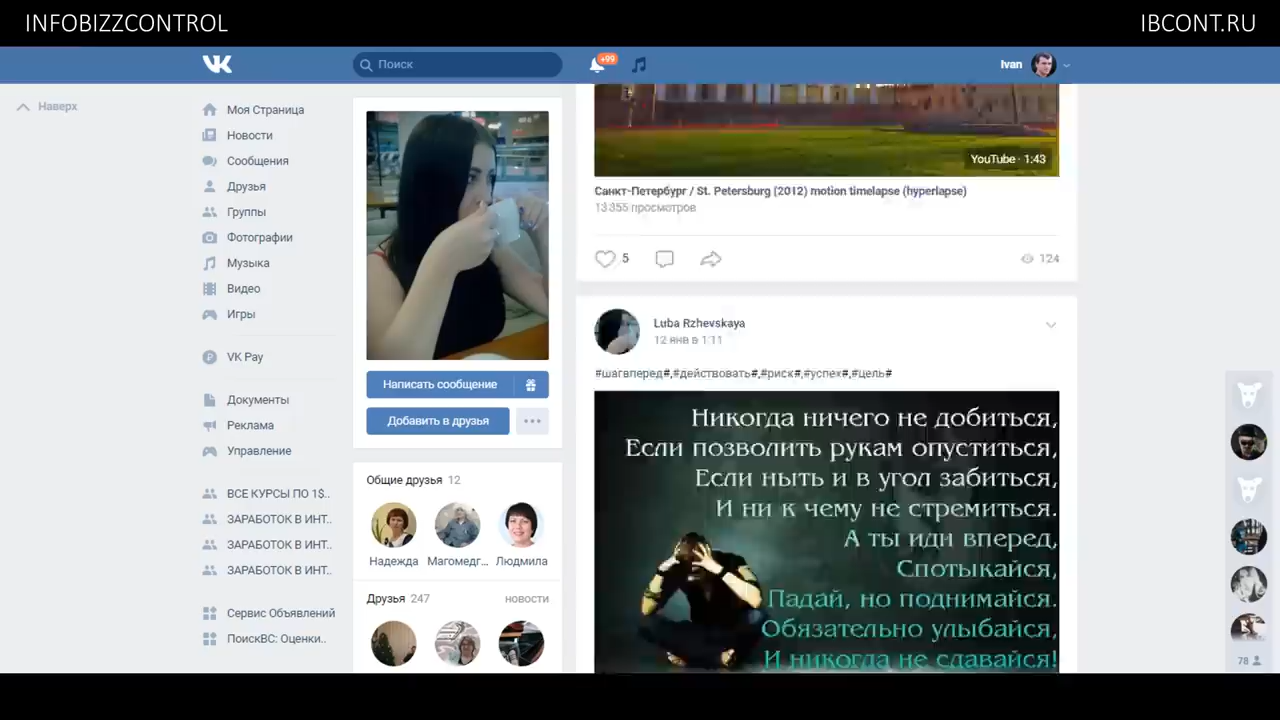 INFOBIZZCONTROL
IBCONT.RU
Поиск
+99
Ivan
Наверх
Моя Страница
Новости
Сообщения
Друзья
Группы
Фотографии
Музыка
Видео
Игры
VK Pay
Документы
Реклама
Управление
ВСЕ КУРСЫ ПО 1$..
ЗАРАБОТОК В ИНТ..
ЗАРАБОТОК В ИНТ..
ЗАРАБОТОК В ИНТ..
Сервис Объявлений
ПоискВС: Оценки..
Написать сообщение
Добавить в друзья
Общие друзья 12
Надежда
Магомедг...
Людмила
Друзья 247
новости
YouTube · 1:43
Санкт-Петербург / St. Petersburg (2012) motion timelapse (hyperlapse)
13 355 просмотров
5
124
Luba Rzhevskaya
12 янв в 1:11
#шагвперед#,#действовать#,#риск#,#успех#,#цель#
Никогда ничего не добиться,
Если позволить рукам опуститься,
Если ныть и в угол забиться,
И ни к чему не стремиться.
А ты иди вперед,
Спотыкайся,
Падай, но поднимайся.
Обязательно улыбайся,
И никогда не сдавайся!
78